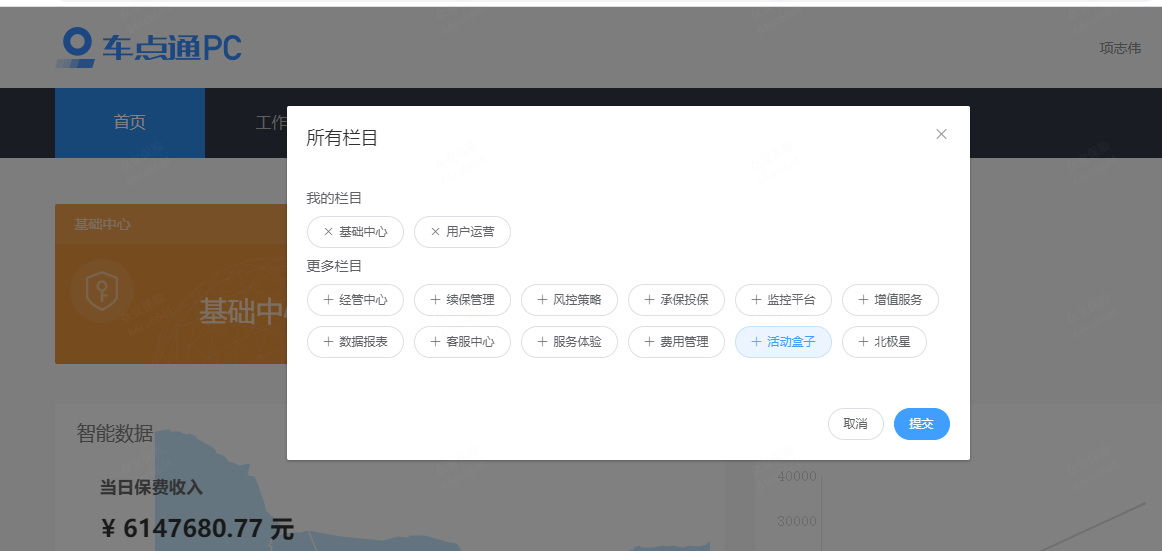 车点通PC
项志伟
首页
工作
所有栏目
我的栏目
基础中心
用户运营
更多栏目
经管中心
续保管理
风控策略
承保投保
监控平台
增值服务
数据报表
客服中心
服务体验
费用管理
活动盒子
北极星
取消
提交
基础中心
基础中
智能数据
当日保费收入
¥ 6147680.77 元
40000
30000